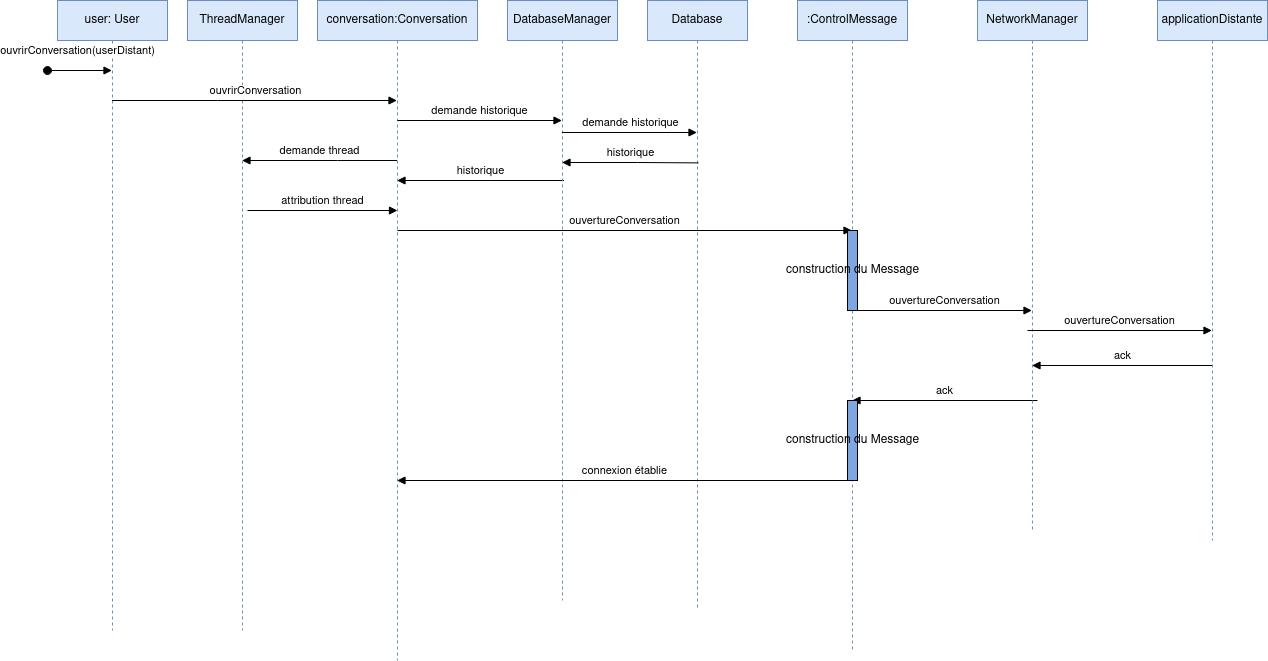 user: User
ThreadManager
conversation:Conversation
DatabaseManager
Database
:ControlMessage
NetworkManager
applicationDistante
ouvrirConversation(userDistant)
ouvrirConversation
demande historique
demande historique
demande thread
historique
historique
attribution thread
ouvertureConversation
construction du Message
ouvertureConversation
ouvertureConversation
ack
ack
construction du Message
connexion établie